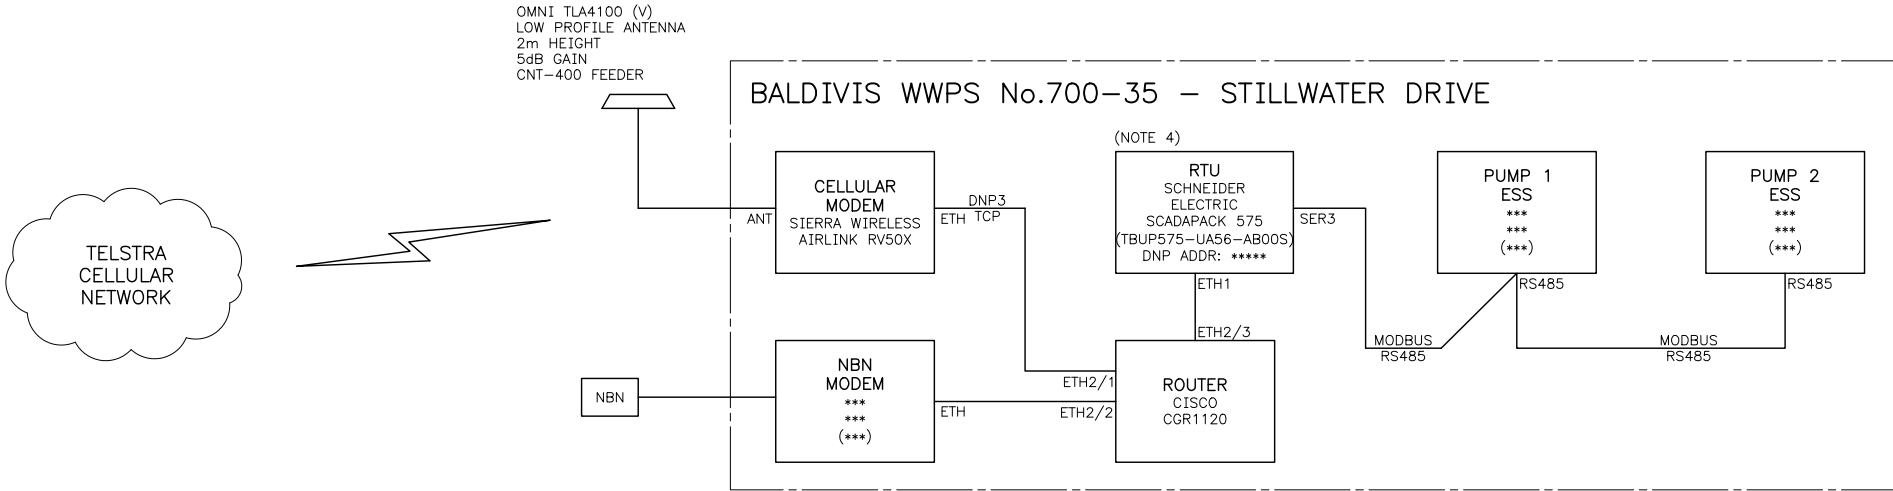 OMNI TLA4100 (V)
LOW PROFILE ANTENNA
2m HEIGHT
5dB GAIN
CNT-400 FEEDER
BALDIVIS WWPS No.700-35 - STILLWATER DRIVE
TELSTRA
CELLULAR
NETWORK
ANT
CELLULAR
MODEM
SIERRA WIRELESS
AIRLINK RV50X
ETH
DNP3
TCP
(NOTE 4)
RTU
SCHNEIDER
ELECTRIC
SCADAPACK 575
(TBUP575-UA56-AB00S)
DNP ADDR: *****
SER3
ETH1
PUMP 1
ESS
***
***
(***)
RS485
PUMP 2
ESS
***
***
(***)
RS485
MODBUS
RS485
MODBUS
RS485
NBN
NBN
MODEM
***
***
(***)
ETH
ETH2/3
ETH2/1
ETH2/2
ROUTER
CISCO
CGR1120